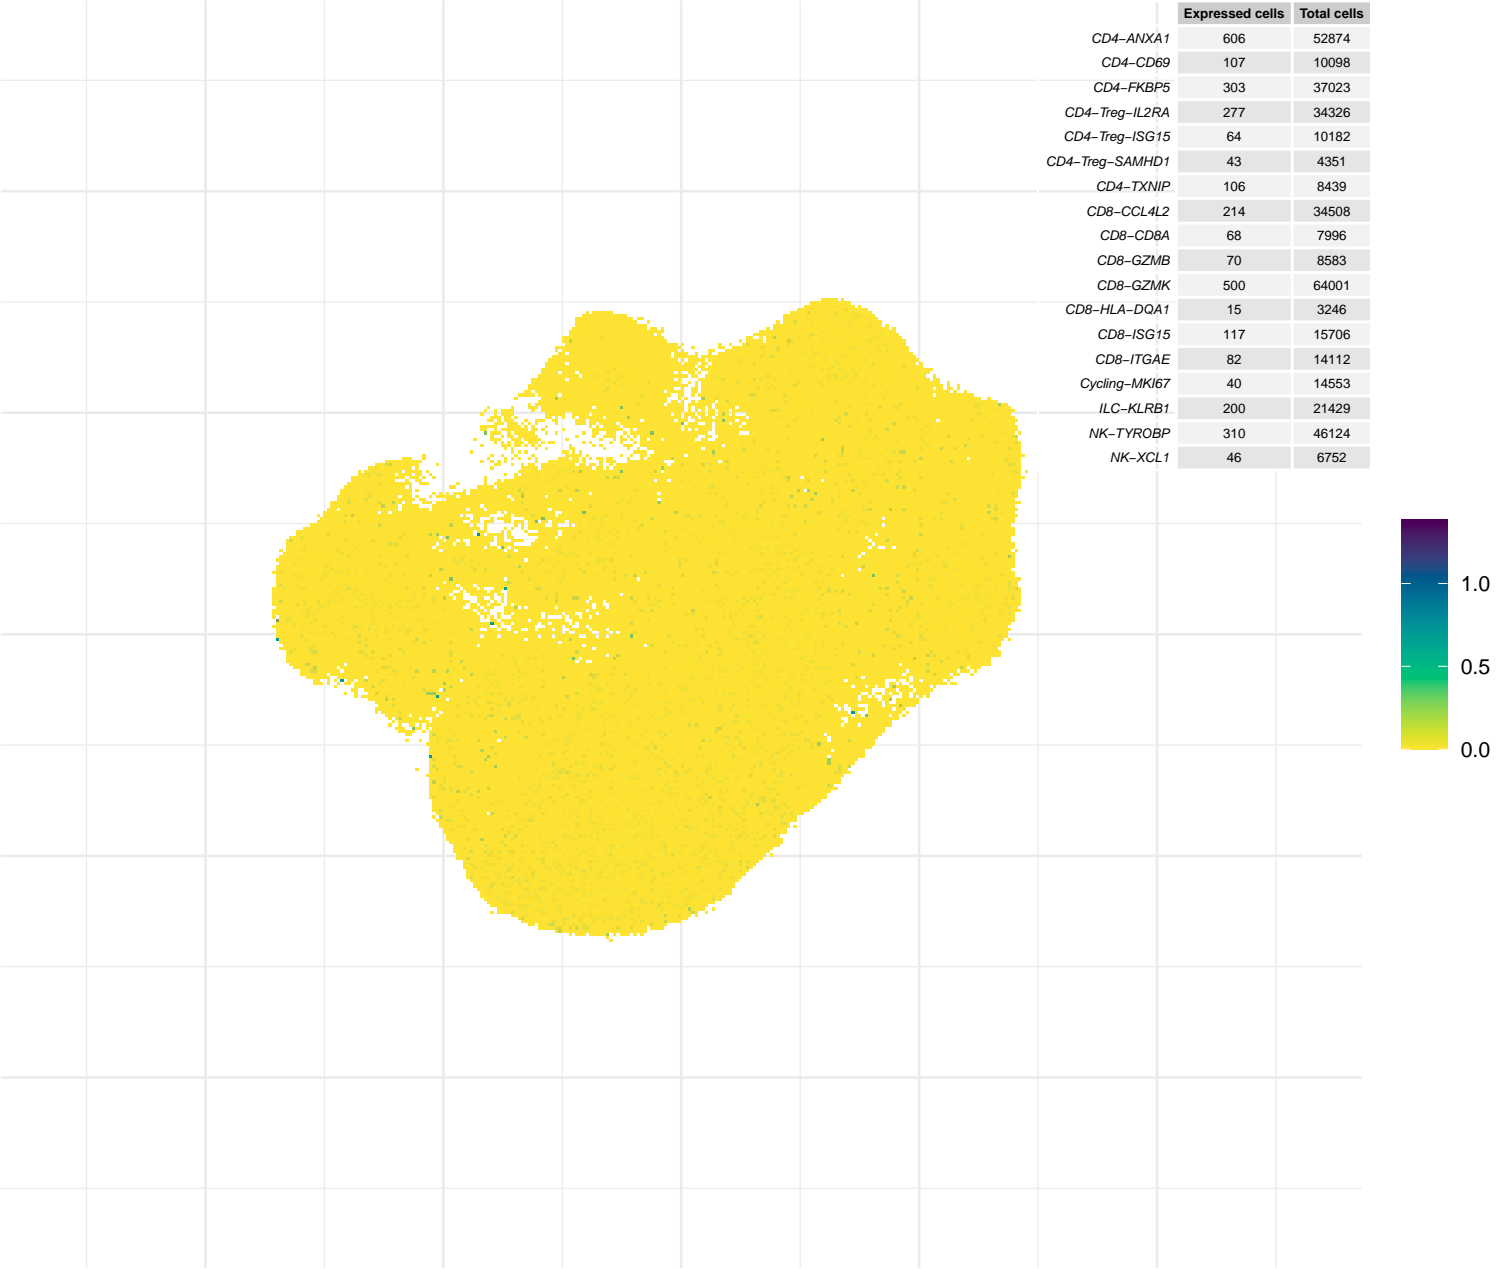 Expressed cells Total cells
CD4−ANXA1 606 52874
CD4−CD69 107 10098
CD4−FKBP5 303 37023
CD4−Treg−IL2RA 277 34326
CD4−Treg−ISG15 64 10182
CD4−Treg−SAMHD1 43 4351
CD4−TXNIP 106 8439
CD8−CCL4L2 214 34508
CD8−CD8A 68 7996
CD8−GZMB 70 8583
CD8−GZMK 500 64001
CD8−HLA−DQA1 15 3246
CD8−ISG15 117 15706
CD8−ITGAE 82 14112
Cycling−MKI67 40 14553
ILC−KLRB1 200 21429
NK−TYROBP 310 46124
NK−XCL1 46 6752
1.0
0.5
0.0